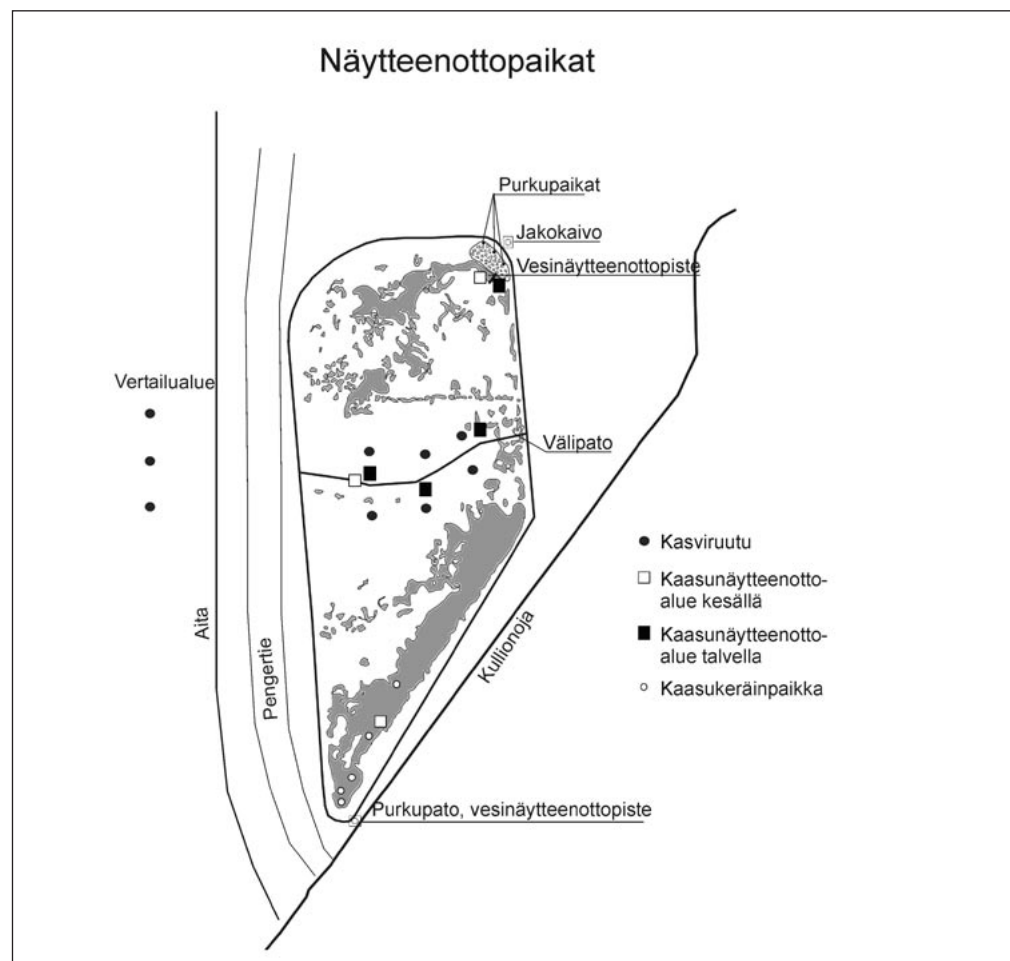 Näytteenottopaikat
Purkupaikat
Jakokaivo
Vesinäytteenottopiste
Vertailualue
Välipato
Kasviruutu
Kaasunäytteenotto-
alue kesällä
Kaasunäytteenotto-
alue talvella
Kaasukeräinpaikka
Aita
Pengertie
Kullionoja
Purkupato, vesinäytteenottopiste